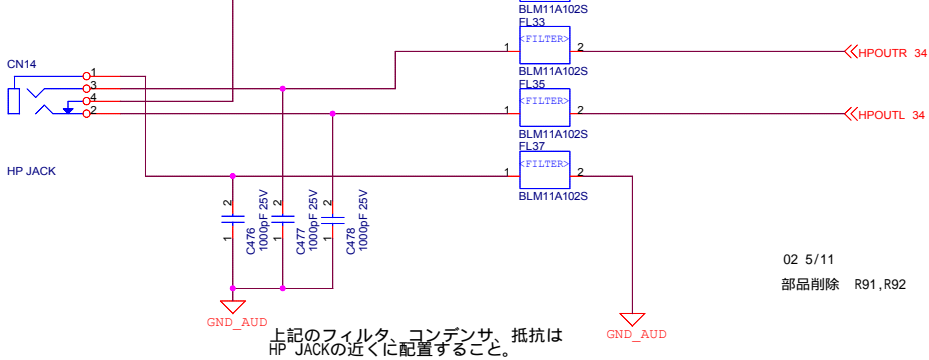 BLM11A102S
FL33
<FILTER>
1
2
HPOUTR 34
BLM11A102S
CN14
1
3
4
2
FL35
<FILTER>
1
2
HPOUTL 34
BLM11A102S
HP JACK
FL37
<FILTER>
1
2
BLM11A102S
2
1
C476
1000pF 25V
2
1
C477
1000pF 25V
2
1
C478
1000pF 25V
02 5/11
部品削除 R91,R92
GND_AUD
GND_AUD
上記のフィルタ、コンデンサ、抵抗は
HP JACKの近くに配置すること。